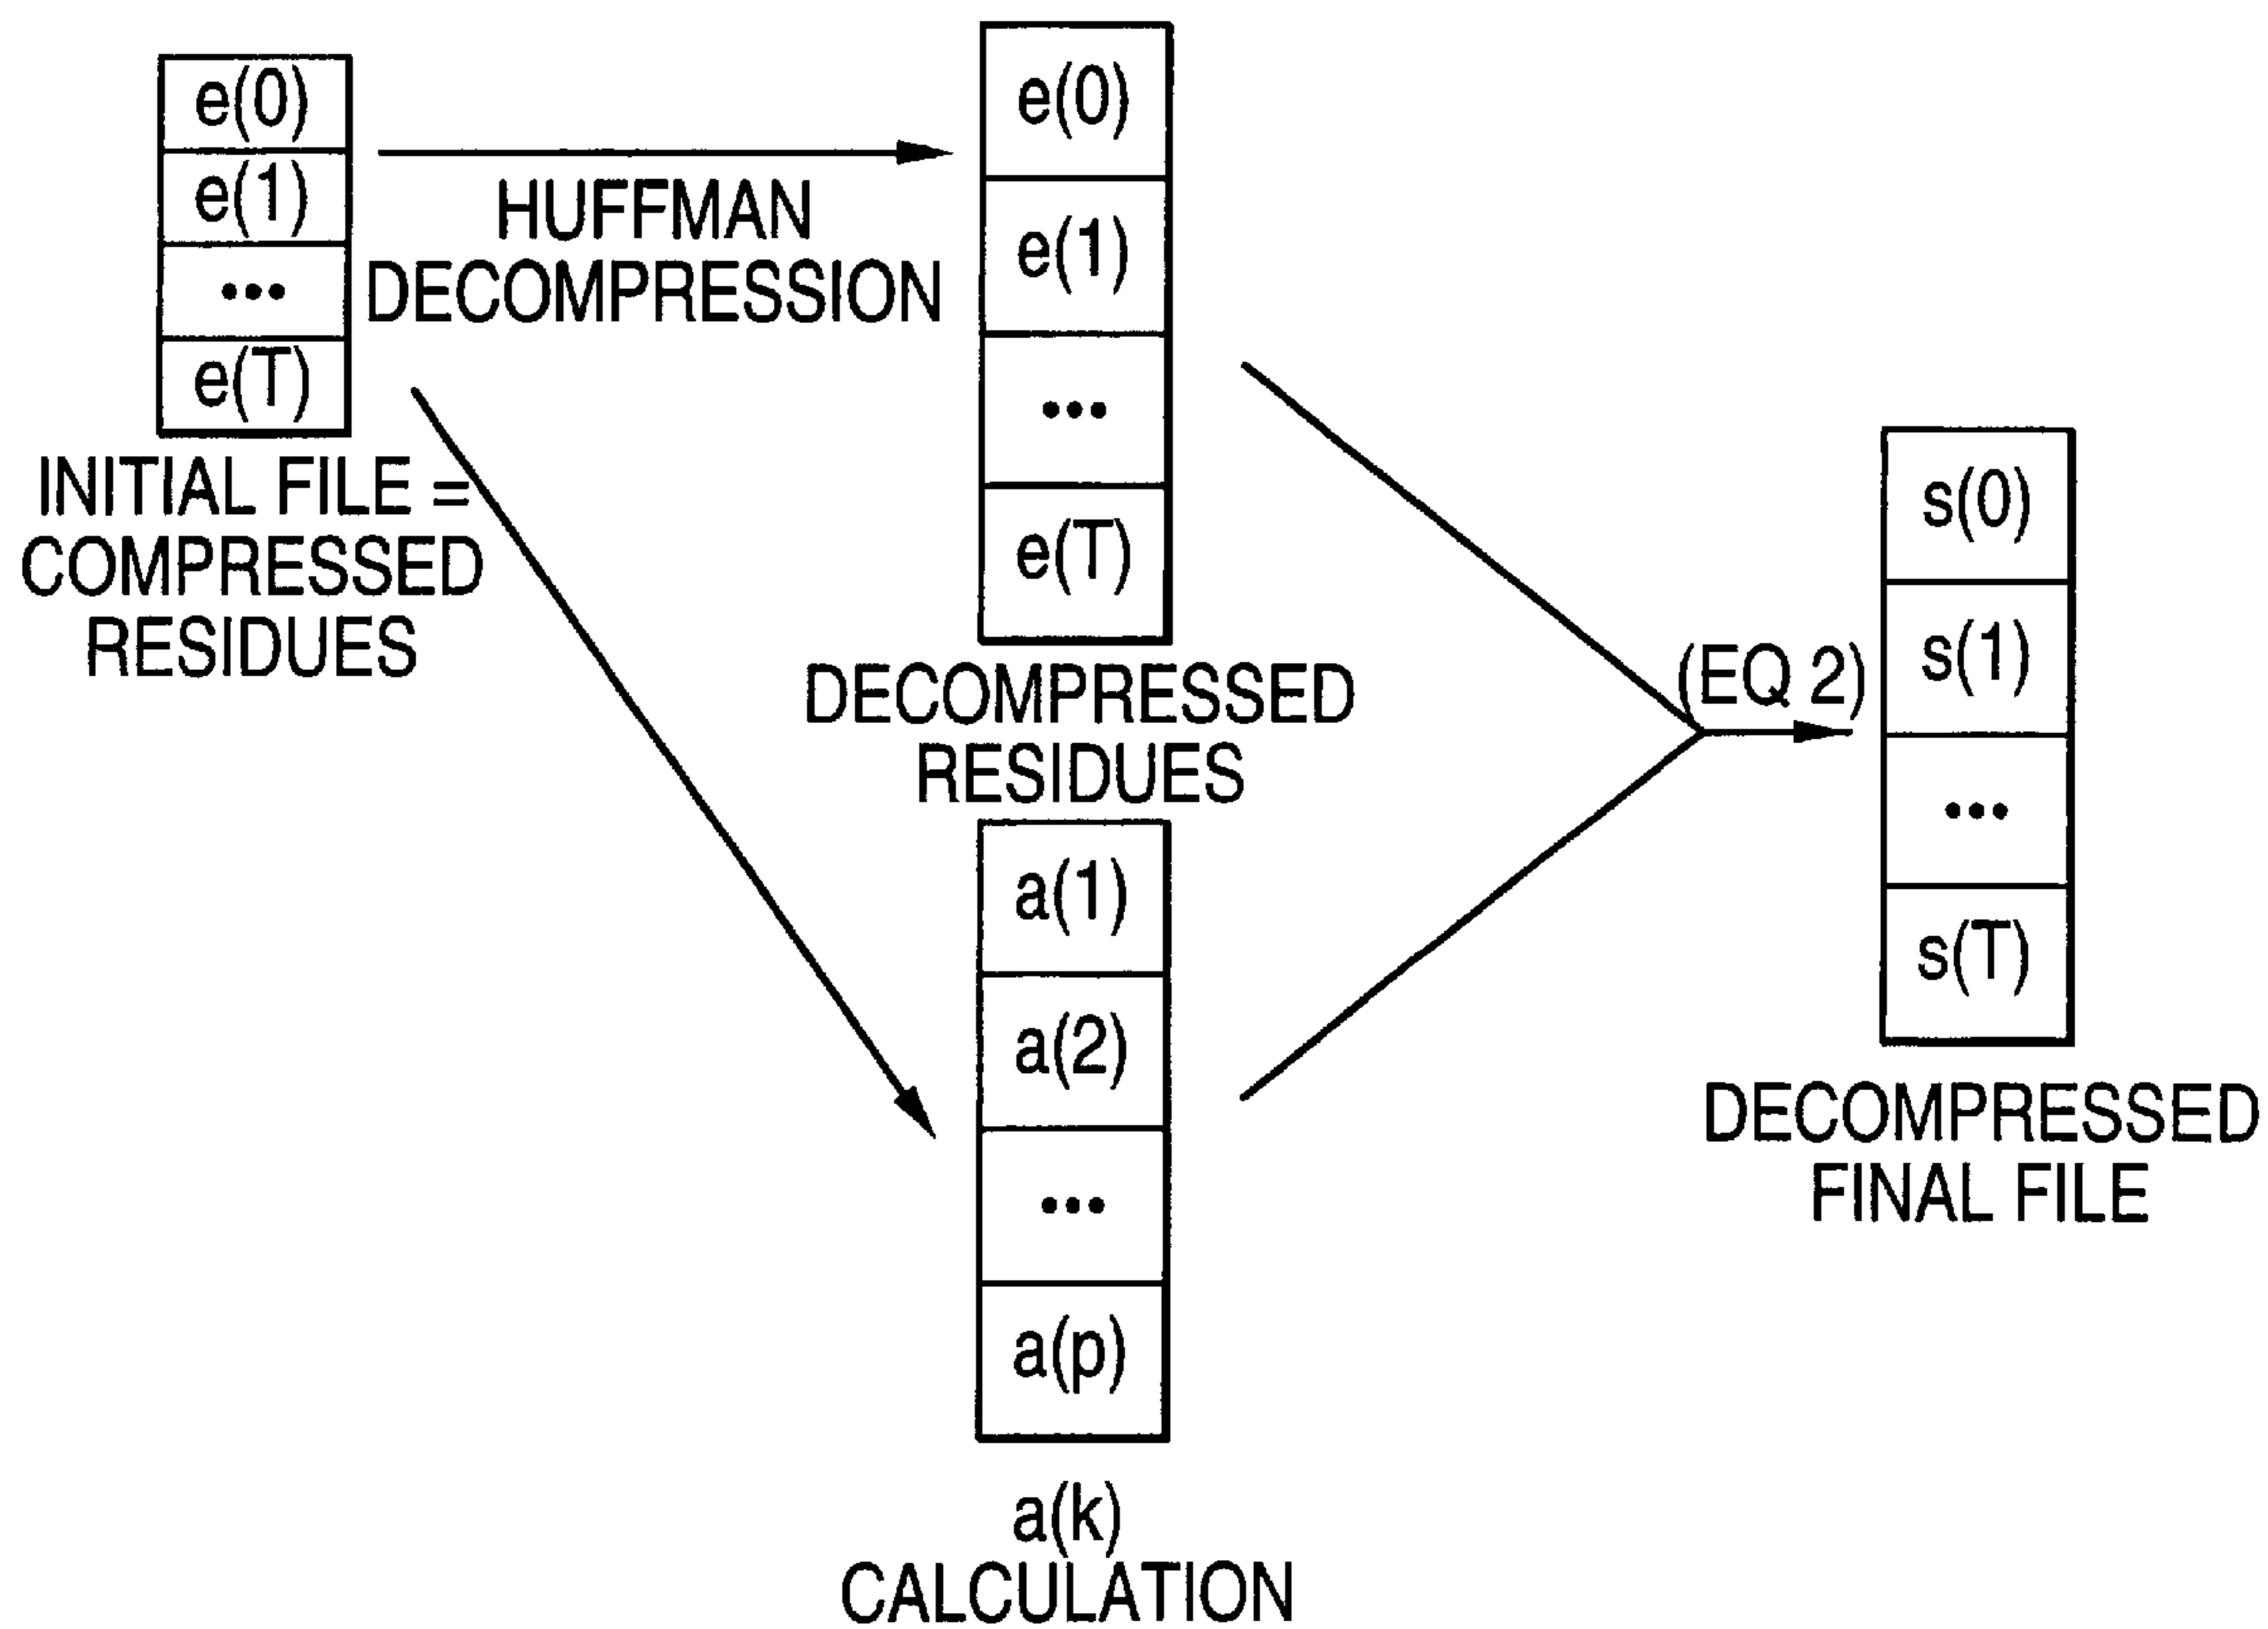 e(0)
e(1)
•••
e(T)
INITIAL FILE =
COMPRESSED
RESIDUES
HUFFMAN
DECOMPRESSION
e(0)
e(1)
•••
e(T)
DECOMPRESSED
RESIDUES
a(1)
a(2)
•••
a(p)
a(k)
CALCULATION
(EQ 2)
s(0)
s(1)
•••
s(T)
DECOMPRESSED
FINAL FILE